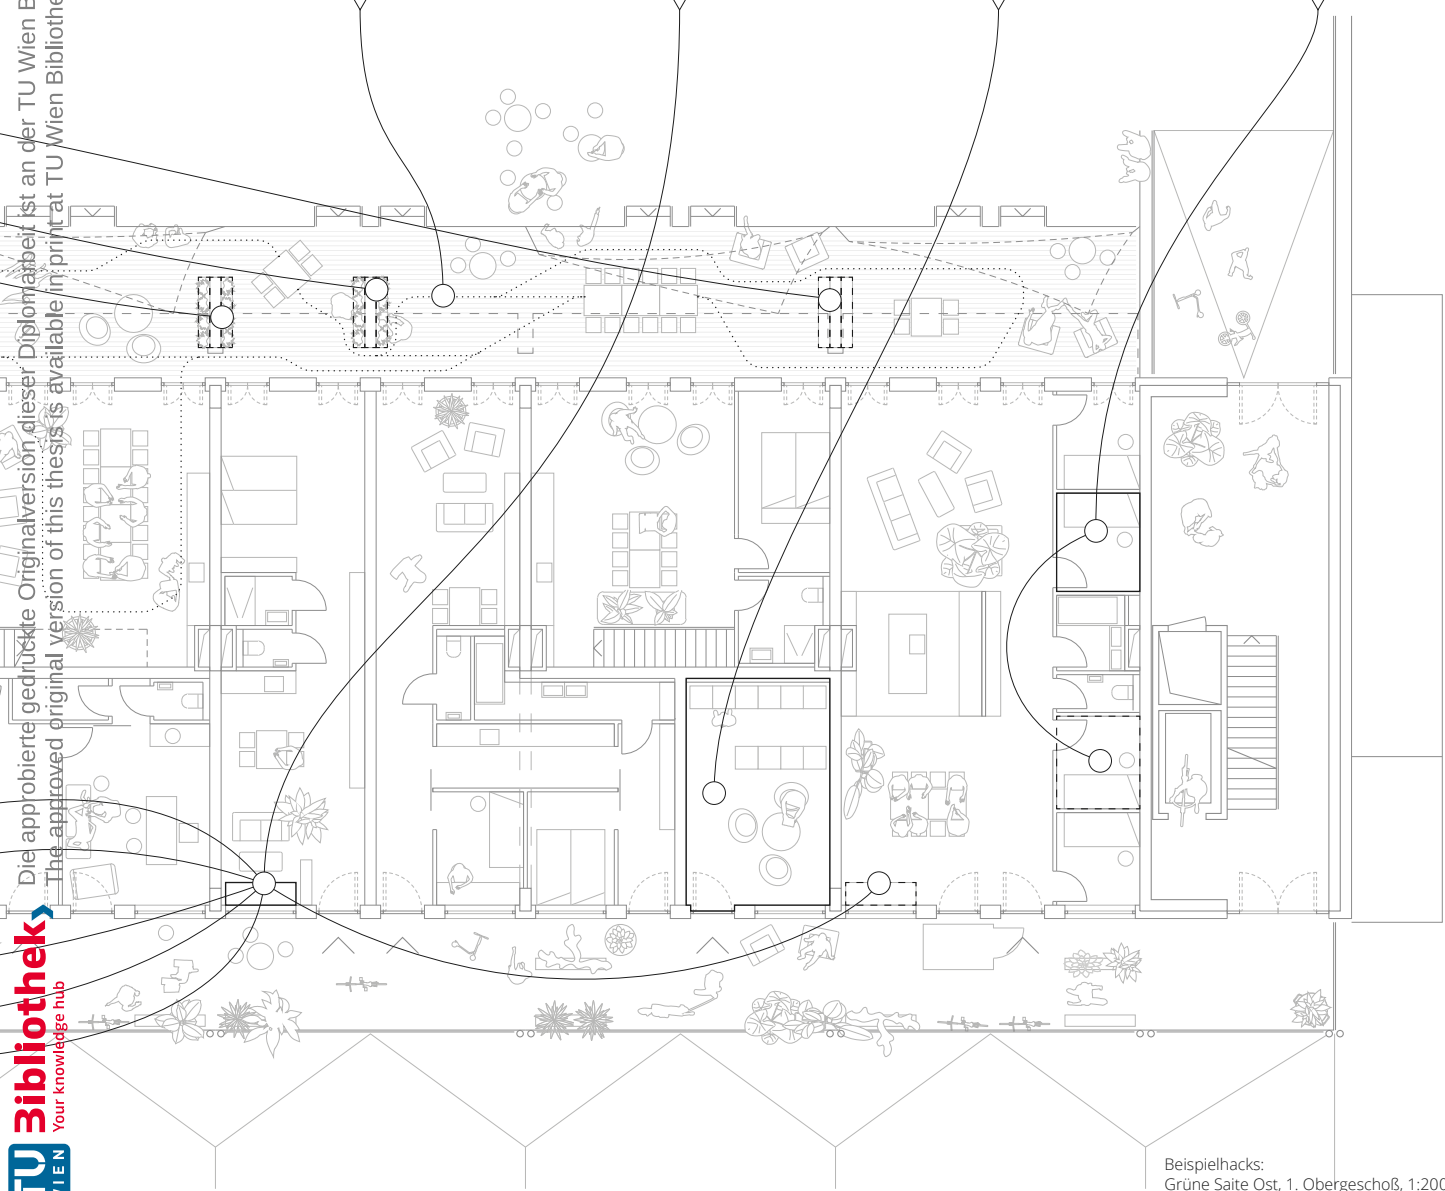 Die approbierte gedruckte Originalversion dieser Diplomarbeit ist an der TU Wien
The approved original version of this thesis is available in print at TU Wien
Bibliothek
Your knowledge hub
TU
WIEN
Beispielhacks:
Grüne Saite Ost, 1. Obergeschoß, 1:200